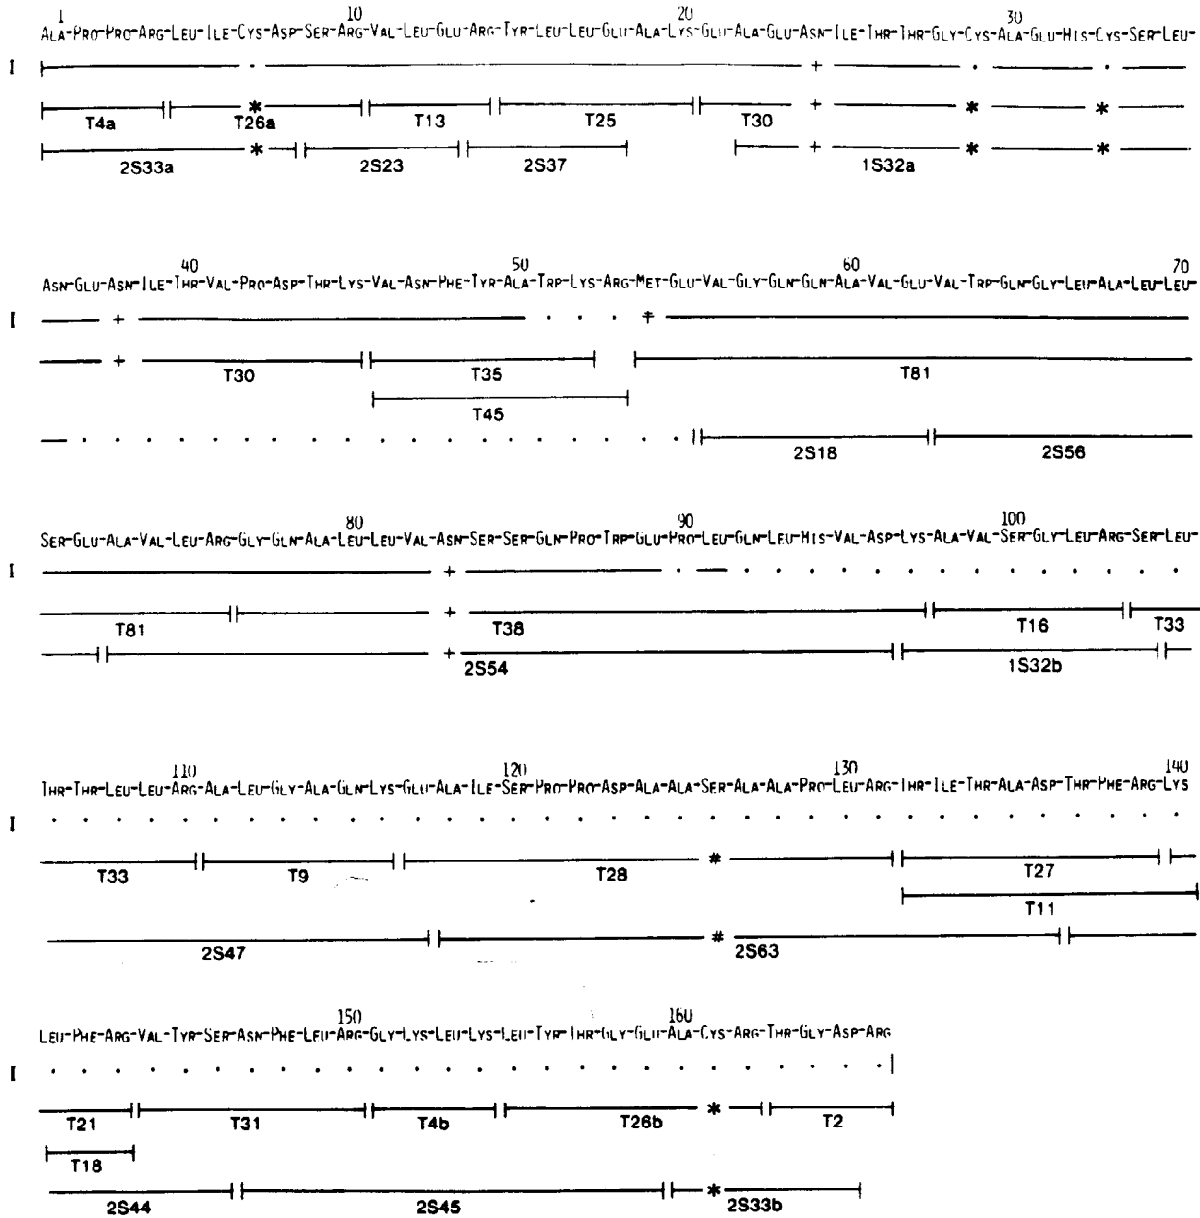 1 10 20 30
ALA-PRO-PRO-ARG-LEU-ILE-CYS-ASP-SER-ARG-VAL-LEU-GLU-ARG-TYR-LEU-LEU-GLU-ALA-LYS-GLU-ALA-GLU-ASN-ILE-THR-THR-GLY-CYS-ALA-GLU-HIS-CYS-SER-LEU-
I . + . .
* + * *
T4a T26a T13 T25 T30
* + * *
2S33a 2S23 2S37 1S32a
40 50 60 70
ASN-GLU-ASN-ILE-THR-VAL-PRO-ASP-THR-LYS-VAL-ASN-PHE-TYR-ALA-TRP-LYS-ARG-MET-GLU-VAL-GLY-GLN-GLN-ALA-VAL-GLU-VAL-TRP-GLN-GLY-LEU-ALA-LEU-LEU-
I + . . . ‡
+
T30 T35 T81
T45
. . . . . . . . . . . . . . . . . . .
2S18 2S56
80 90 100
SER-GLU-ALA-VAL-LEU-ARG-GLY-GLN-ALA-LEU-LEU-VAL-ASN-SER-SER-GLN-PRO-TRP-GLU-PRO-LEU-GLN-LEU-HIS-VAL-ASP-LYS-ALA-VAL-SER-GLY-LEU-ARG-SER-LEU-
I + . . . . . . . . . . . . . . .
+
T81 T38 T16 T33
+
2S54 1S32b
110 120 130 140
THR-THR-LEU-LEU-ARG-ALA-LEU-GLY-ALA-GLN-LYS-GLU-ALA-ILE-SER-PRO-PRO-ASP-ALA-ALA-SER-ALA-ALA-PRO-LEU-ARG-THR-ILE-THR-ALA-ASP-THR-PHE-ARG-LYS
I . . . . . . . . . . . . . . . . . . . . . . . . . . . . . . . . . . .
#
T33 T9 T28 T27
T11
#
2S47 2S63
150 160
LEU-PHE-ARG-VAL-TYR-SER-ASN-PHE-LEU-ARG-GLY-LYS-LEU-LYS-LEU-TYR-THR-GLY-GLU-ALA-CYS-ARG-THR-GLY-ASP-ARG
I . . . . . . . . . . . . . . . . . . . . . . . . . .
*
T21 T31 T4b T26b T2
T18
*
2S44 2S45 2S33b